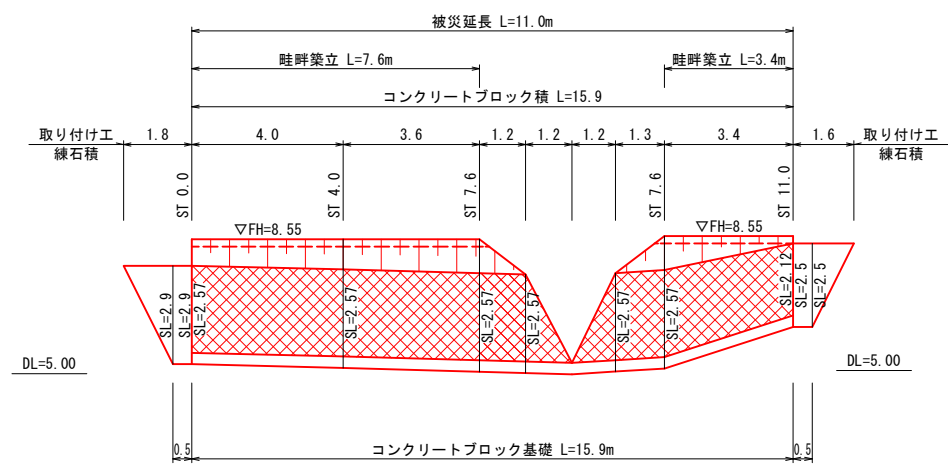 被災延長 L=11.0m
畦畔築立 L=7.6m
畦畔築立 L=3.4m
コンクリートブロック積 L=15.9
取り付け工
練石積
1.8
4.0
3.6
1.2
1.2
1.2
1.3
3.4
1.6
取り付け工
練石積
ST 0.0
ST 4.0
ST 7.6
ST 7.6
ST 11.0
▽FH=8.55
▽FH=8.55
SL=2.9
SL=2.9
SL=2.57
SL=2.57
SL=2.57
SL=2.57
SL=2.57
SL=2.57
SL=2.12
SL=2.5
SL=2.5
DL=5.00
DL=5.00
0.5
コンクリートブロック基礎 L=15.9m
0.5